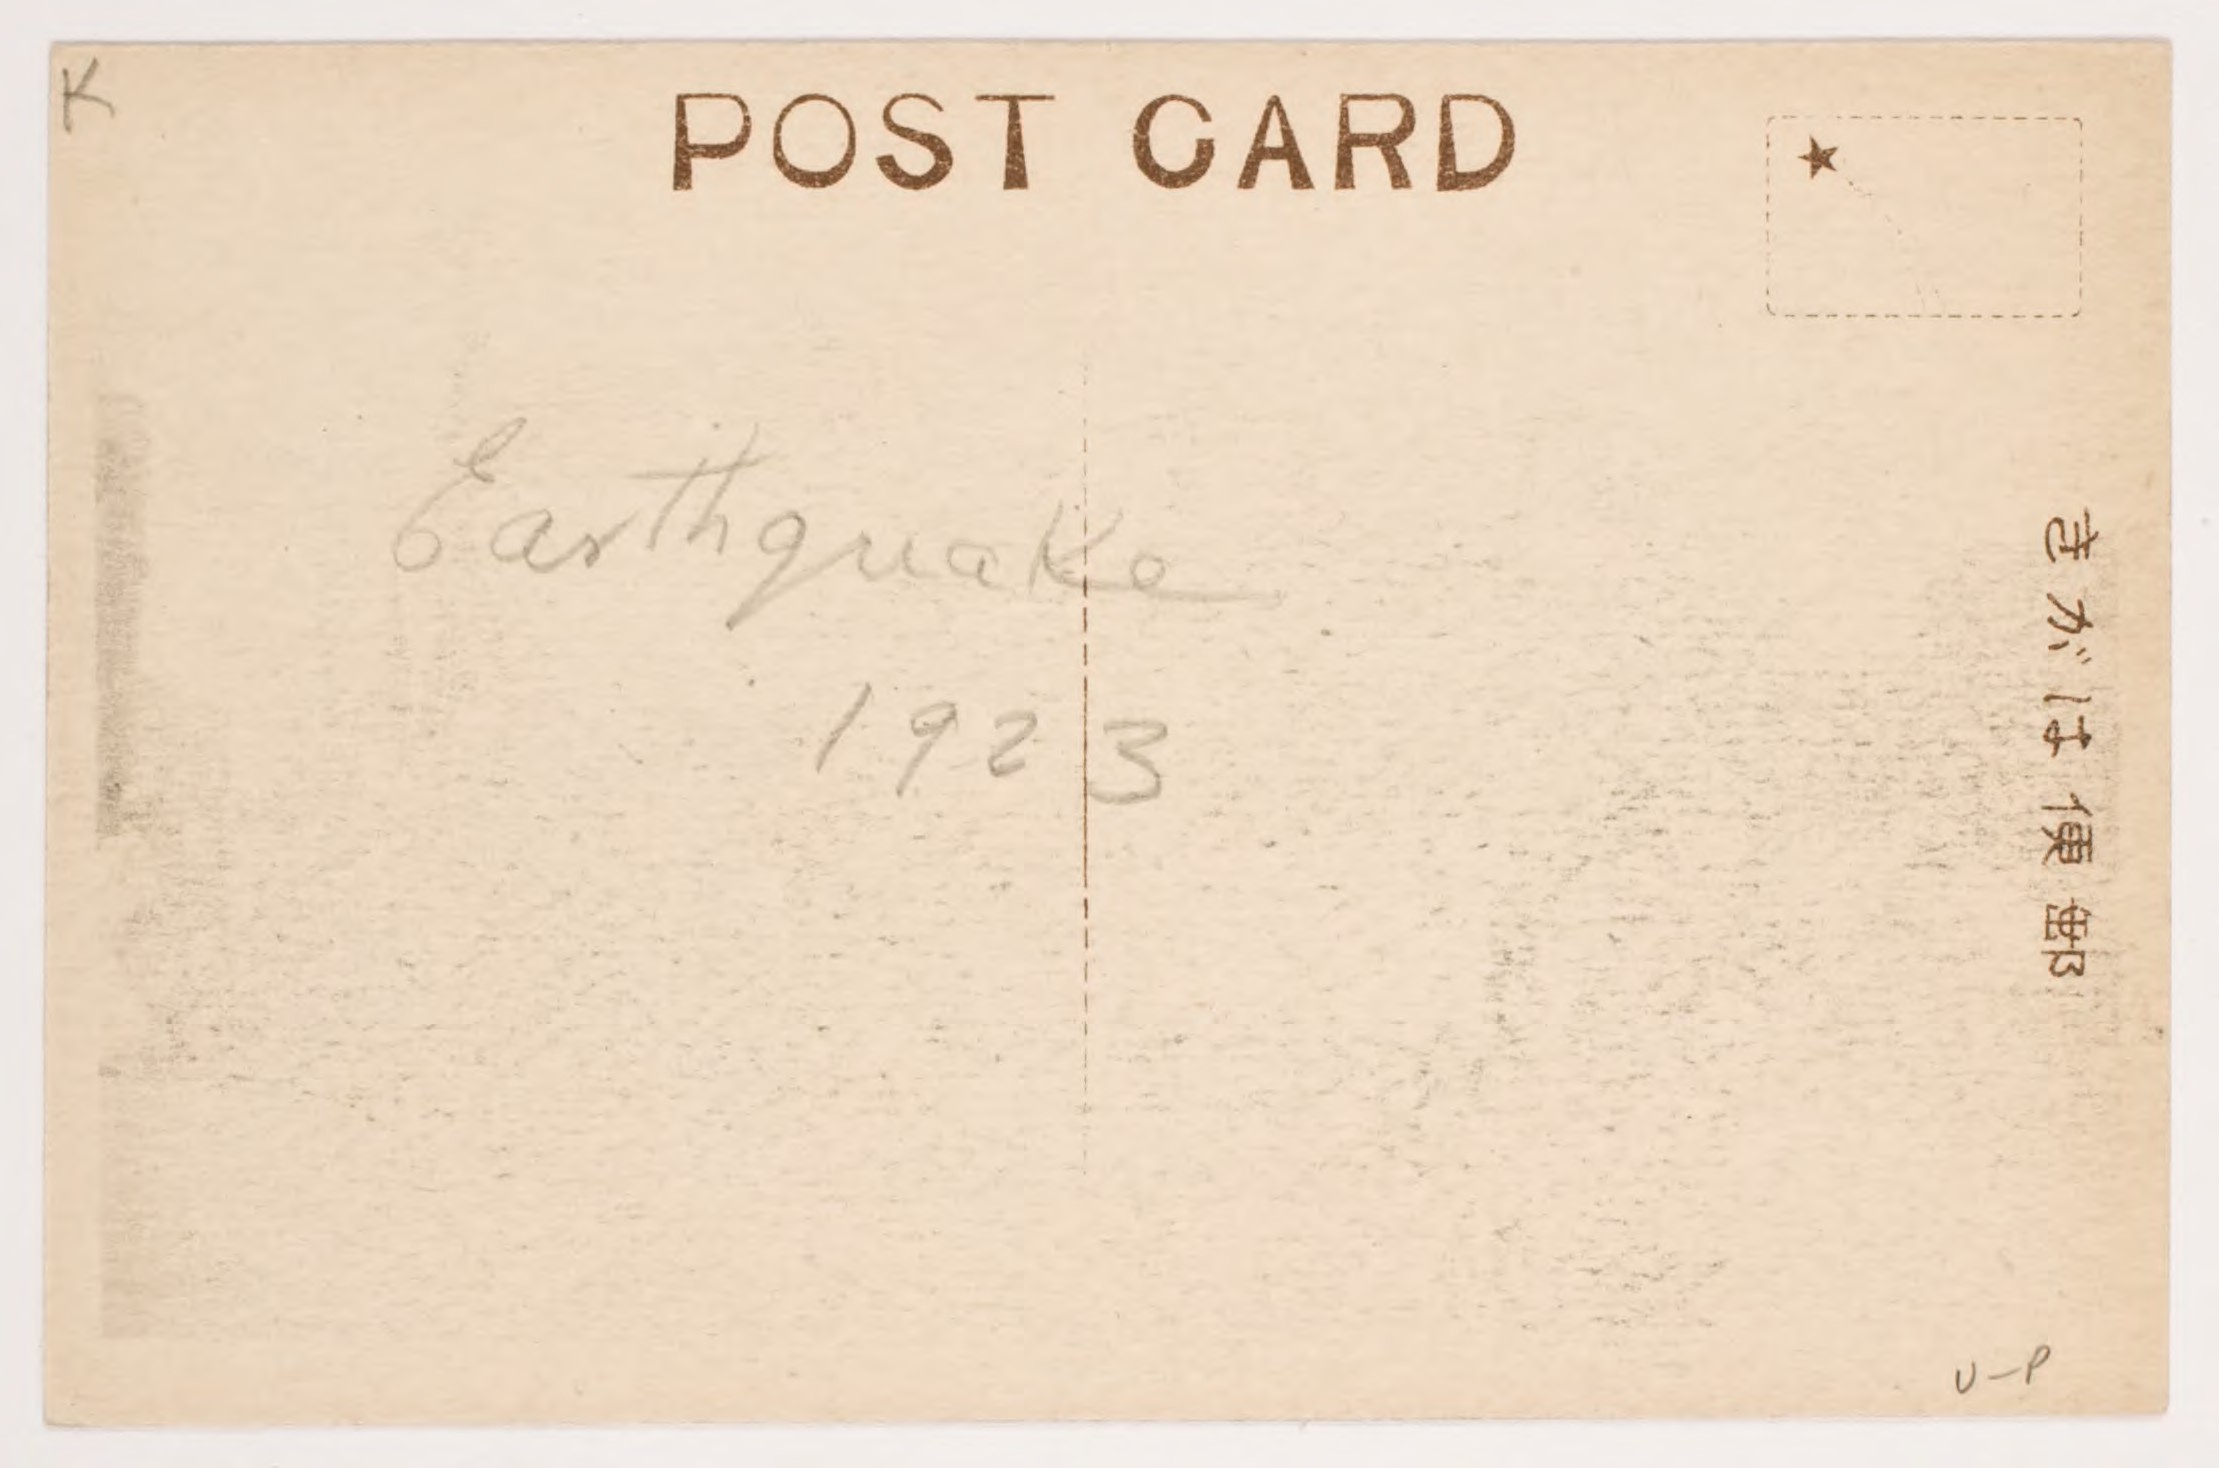 K
POST CARD
Earthquake
1923
きがは便郵
U-P